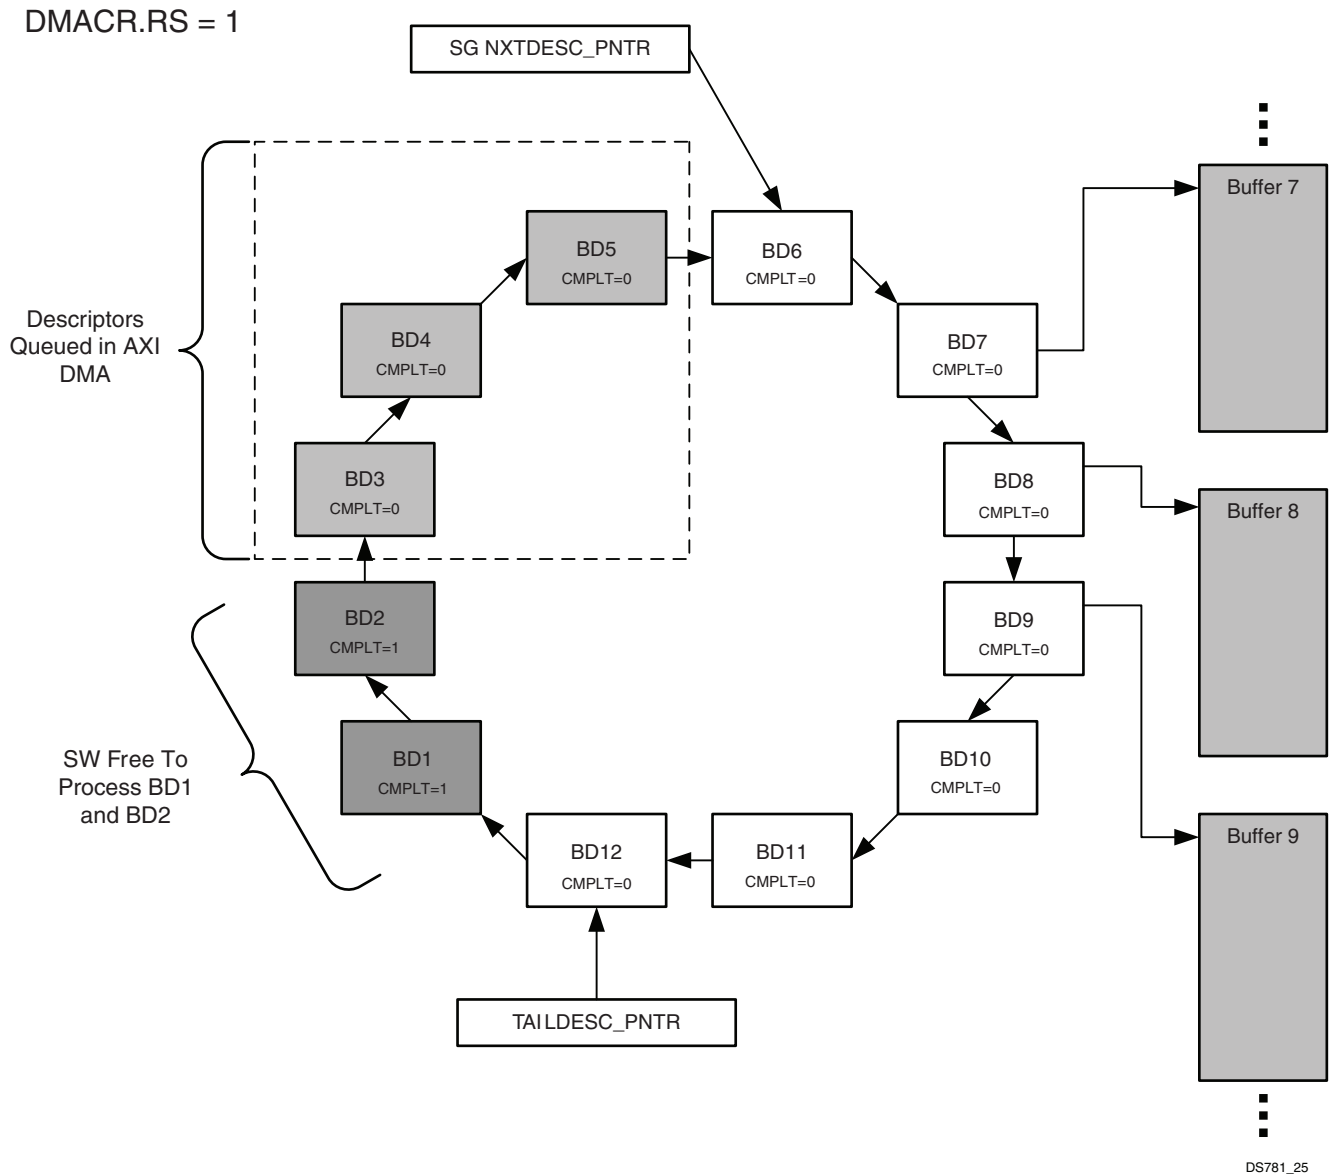 DMACR.RS = 1
SG NXTDESC_PNTR
Buffer 7
BD5
CMPLT=0
BD6
CMPLT=0
Descriptors
Queued in AXI
DMA
BD4
CMPLT=0
BD7
CMPLT=0
BD3
CMPLT=0
BD8
CMPLT=0
Buffer 8
BD2
CMPLT=1
BD9
CMPLT=0
SW Free To
Process BD1
and BD2
BD1
CMPLT=1
BD10
CMPLT=0
BD12
CMPLT=0
BD11
CMPLT=0
Buffer 9
TAILDESC_PNTR
DS781_25